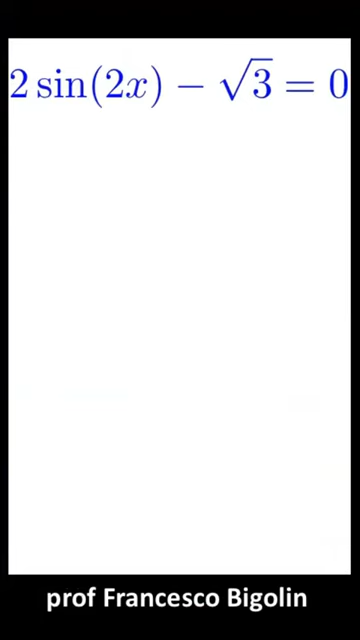 2 sin(2x) − √3 = 0
prof Francesco Bigolin